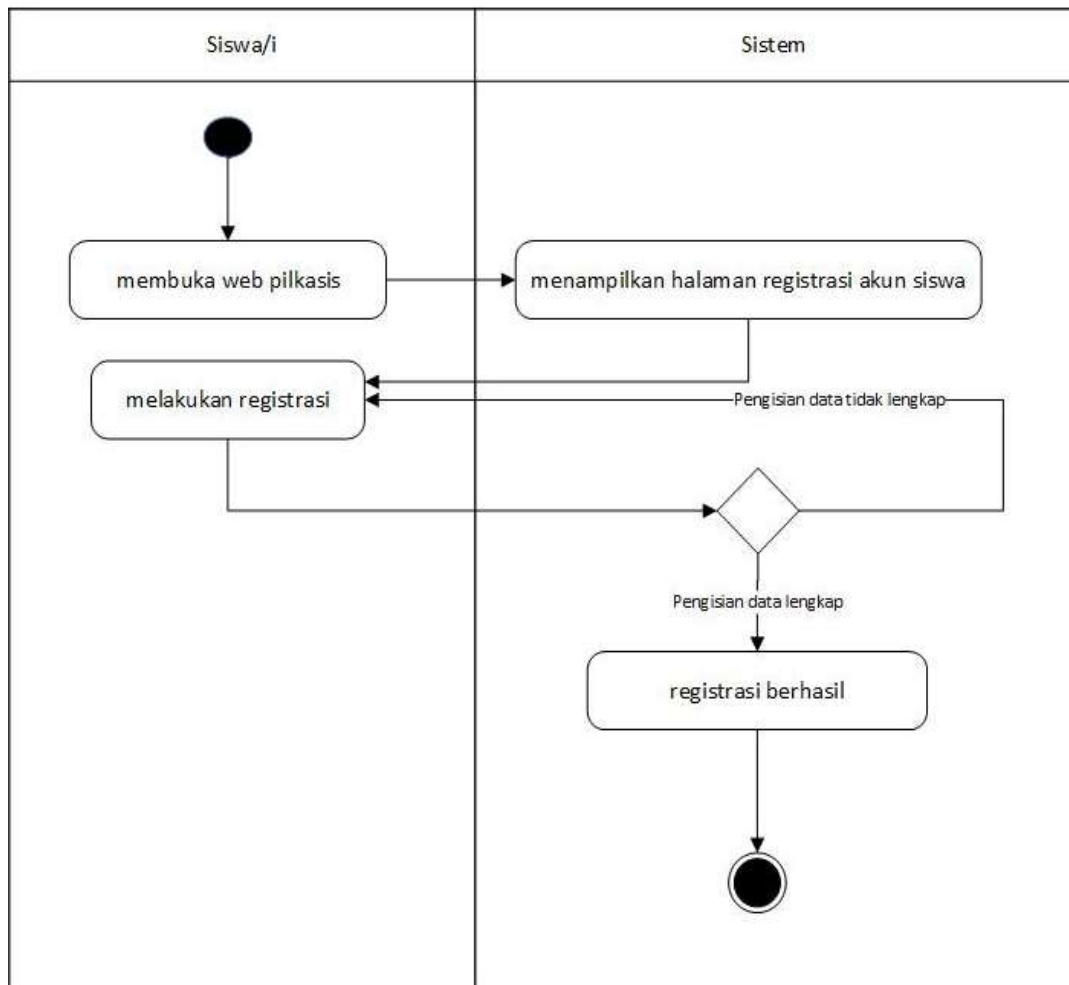 Siswa/i
Sistem
membuka web pilkasis
menampilkan halaman registrasi akun siswa
melakukan registrasi
Pengisian data tidak lengkap
Pengisian data lengkap
registrasi berhasil